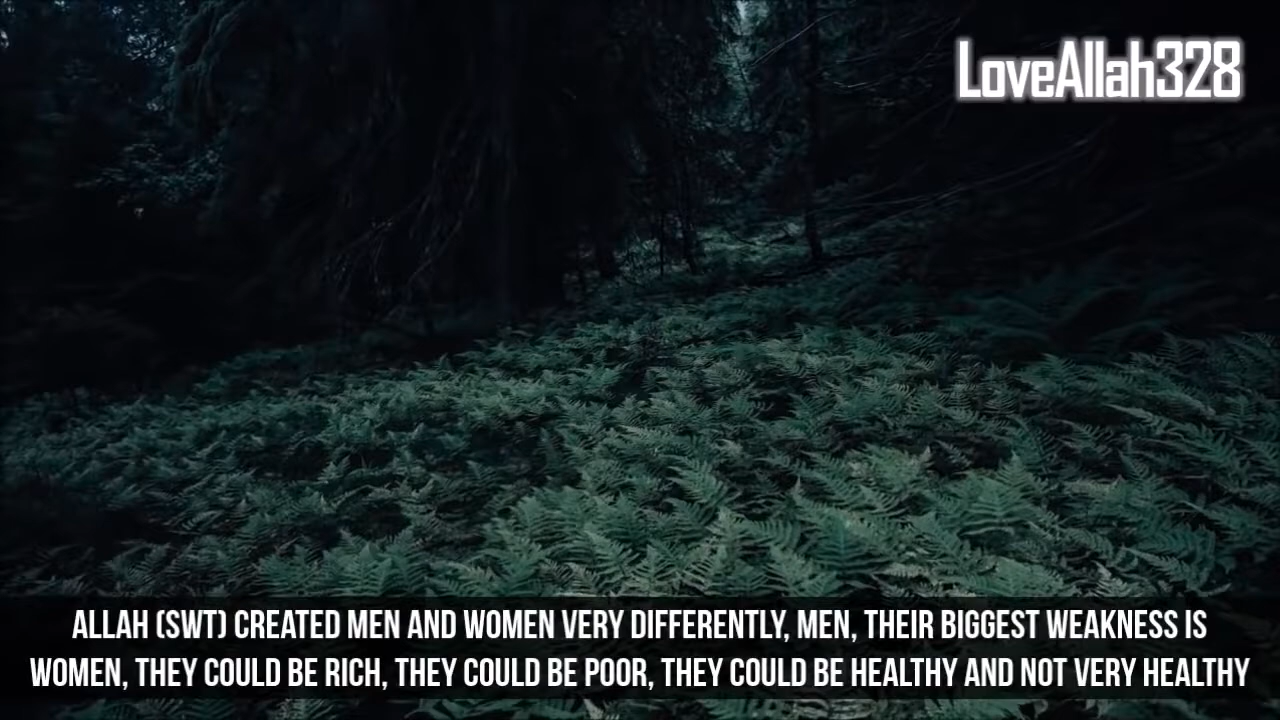 LoveAllah328
ALLAH (SWT) CREATED MEN AND WOMEN VERY DIFFERENTLY, MEN, THEIR BIGGEST WEAKNESS IS
WOMEN, THEY COULD BE RICH, THEY COULD BE POOR, THEY COULD BE HEALTHY AND NOT VERY HEALTHY